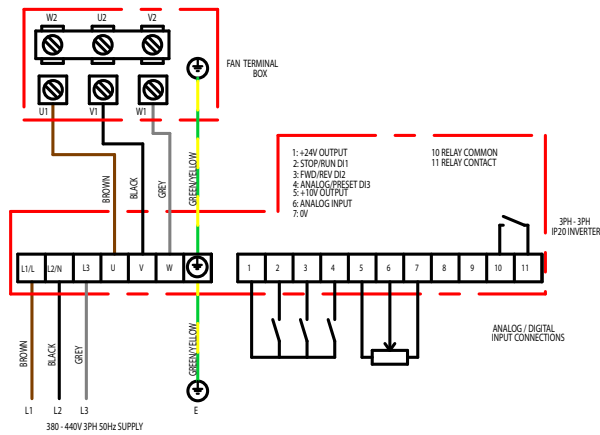 W2 U2 V2
FAN TERMINAL
BOX
U1 V1 W1
BROWN
BLACK
GREY
GREEN/YELLOW
1: +24V OUTPUT
2: STOP/RUN DI1
3: FWD/REV DI2
4: ANALOG/PRESET DI3
5: +10V OUTPUT
6: ANALOG INPUT
7: 0V
10 RELAY COMMON
11 RELAY CONTACT
3PH - 3PH
IP20 INVERTER
L1/L L2/N L3 U V W
1 2 3 4 5 6 7 8 9 10 11
BROWN
BLACK
GREY
GREEN/YELLOW
ANALOG / DIGITAL
INPUT CONNECTIONS
L1 L2 L3 E
380 - 440V 3PH 50Hz SUPPLY